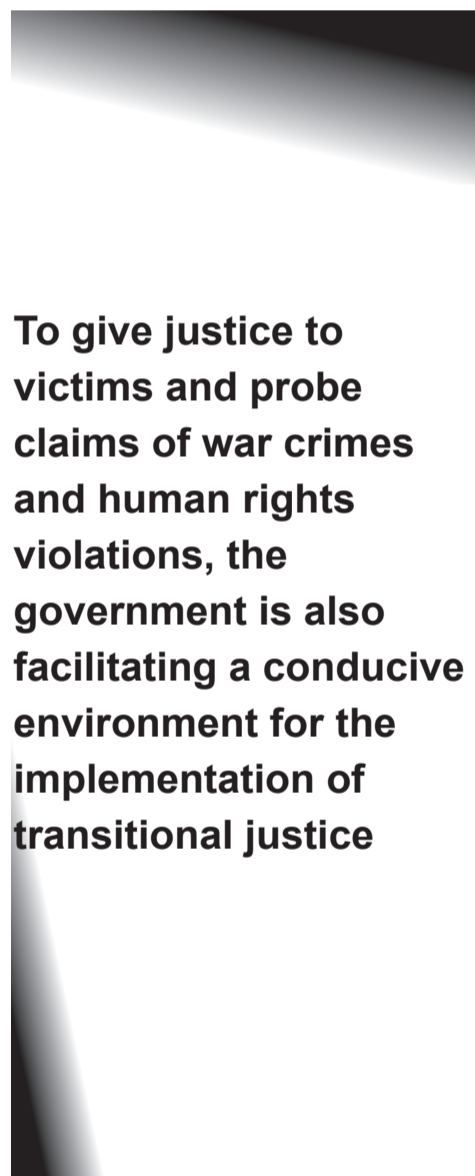 To give justice to
victims and probe
claims of war crimes
and human rights
violations, the
government is also
facilitating a conducive
environment for the
implementation of
transitional justice